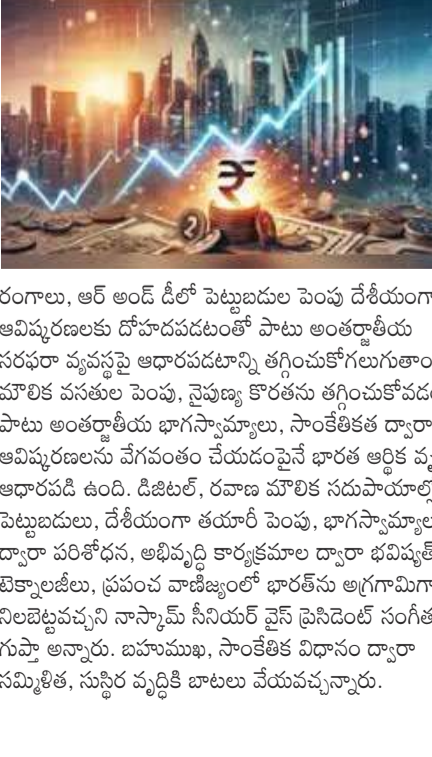 రంగాలు, ఆర్ అండ్ డీలో పెట్టుబడుల పెంపు దేశీయంగా
ఆవిష్కరణలకు దోహదపడటంతో పాటు అంతర్జాతీయ
సరఫరా వ్యవస్థపై ఆధారపడటాన్ని తగ్గించుకోగలుగుతాం
మౌలిక వసతుల పెంపు, నైపుణ్య కొరతను తగ్గించుకోవడం
పాటు అంతర్జాతీయ భాగస్వామ్యాలు, సాంకేతికత ద్వారా
ఆవిష్కరణలను వేగవంతం చేయడంపైనే భారత ఆర్థిక
ఆధారపడి ఉంది. డిజిటల్, రవాణ మౌలిక సదుపాయాల్లో
పెట్టుబడులు, దేశీయంగా తయారీ పెంపు, భాగస్వామ్యాల
ద్వారా పరిశోధన, అభివృద్ధి కార్యక్రమాల ద్వారా భవిష్యత్
టెక్నాలజీలు, ప్రపంచ వాణిజ్యంలో భారత్‌ను అగ్రగామిగా
నిలబెట్టవచ్చని నాస్కామ్ సీనియర్ వైస్ ప్రెసిడెంట్ సంగీత
గుప్తా అన్నారు. బహుముఖ, సాంకేతిక విధానం ద్వారా
సమ్మిళిత, సుస్థిర వృద్ధికి బాటలు వేయవచ్చన్నారు.